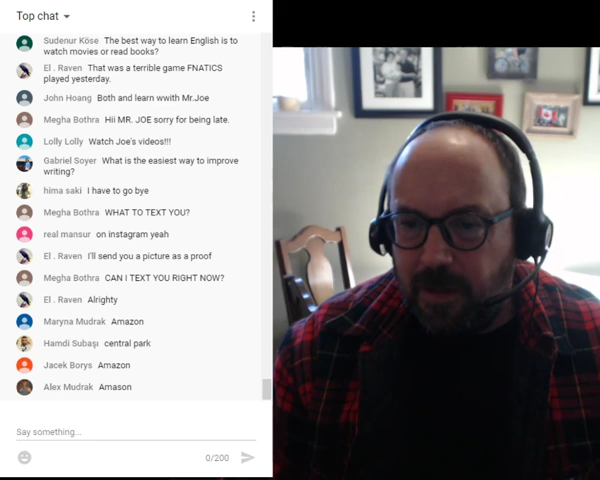 Top chat
Sudenur Köse The best way to learn English is to
watch movies or read books?
El . Raven That was a terrible game FNATICS
played yesterday.
John Hoang Both and learn wwith Mr.Joe
Megha Bothra Hii MR. JOE sorry for being late.
Lolly Lolly Watch Joe's videos!!!
Gabriel Soyer What is the easiest way to improve
writing?
hima saki I have to go bye
Megha Bothra WHAT TO TEXT YOU?
real mansur on instagram yeah
El . Raven I'll send you a picture as a proof
Megha Bothra CAN I TEXT YOU RIGHT NOW?
El . Raven Alrighty
Maryna Mudrak Amazon
Hamdi Subaşı central park
Jacek Borys Amazon
Alex Mudrak Amason
Say something...
0/200